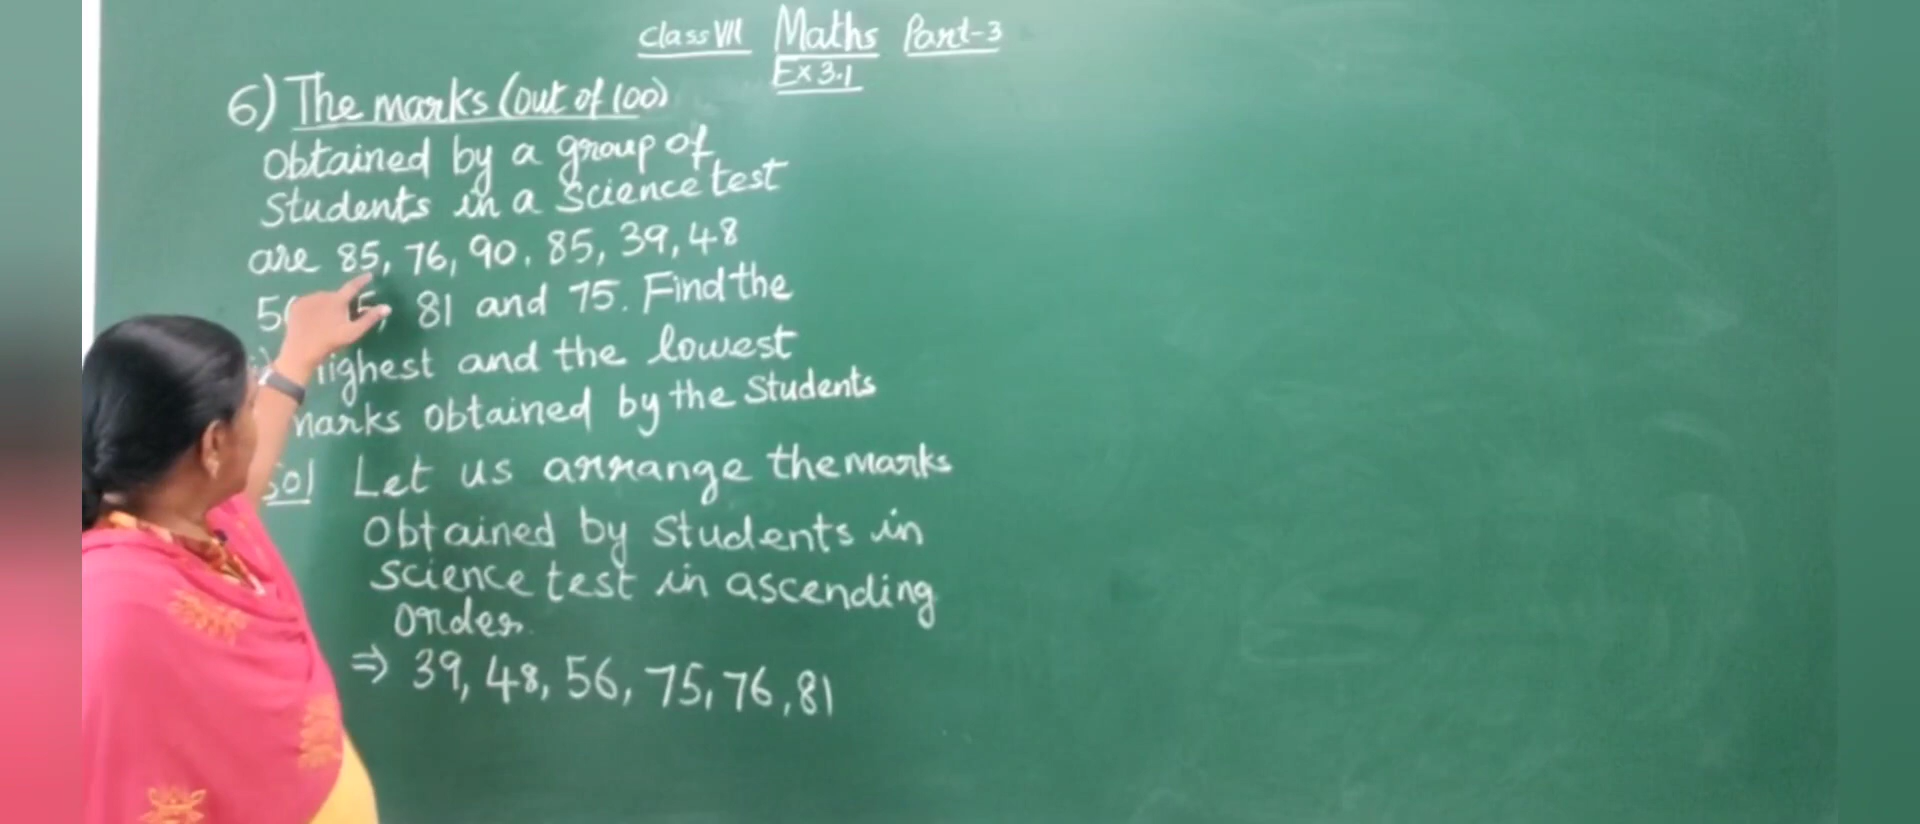 Class VII Maths Part-3
Ex 3.1
6) The marks (out of 100)
Obtained by a group of
Students in a Science test
are 85, 76, 90, 85, 39, 48
81 and 75. Find the
and the lowest
obtained by the Students
Sol Let us arrange the marks
Obtained by Students in
Science test in ascending
Order.
⇒ 39, 48, 56, 75, 76, 81